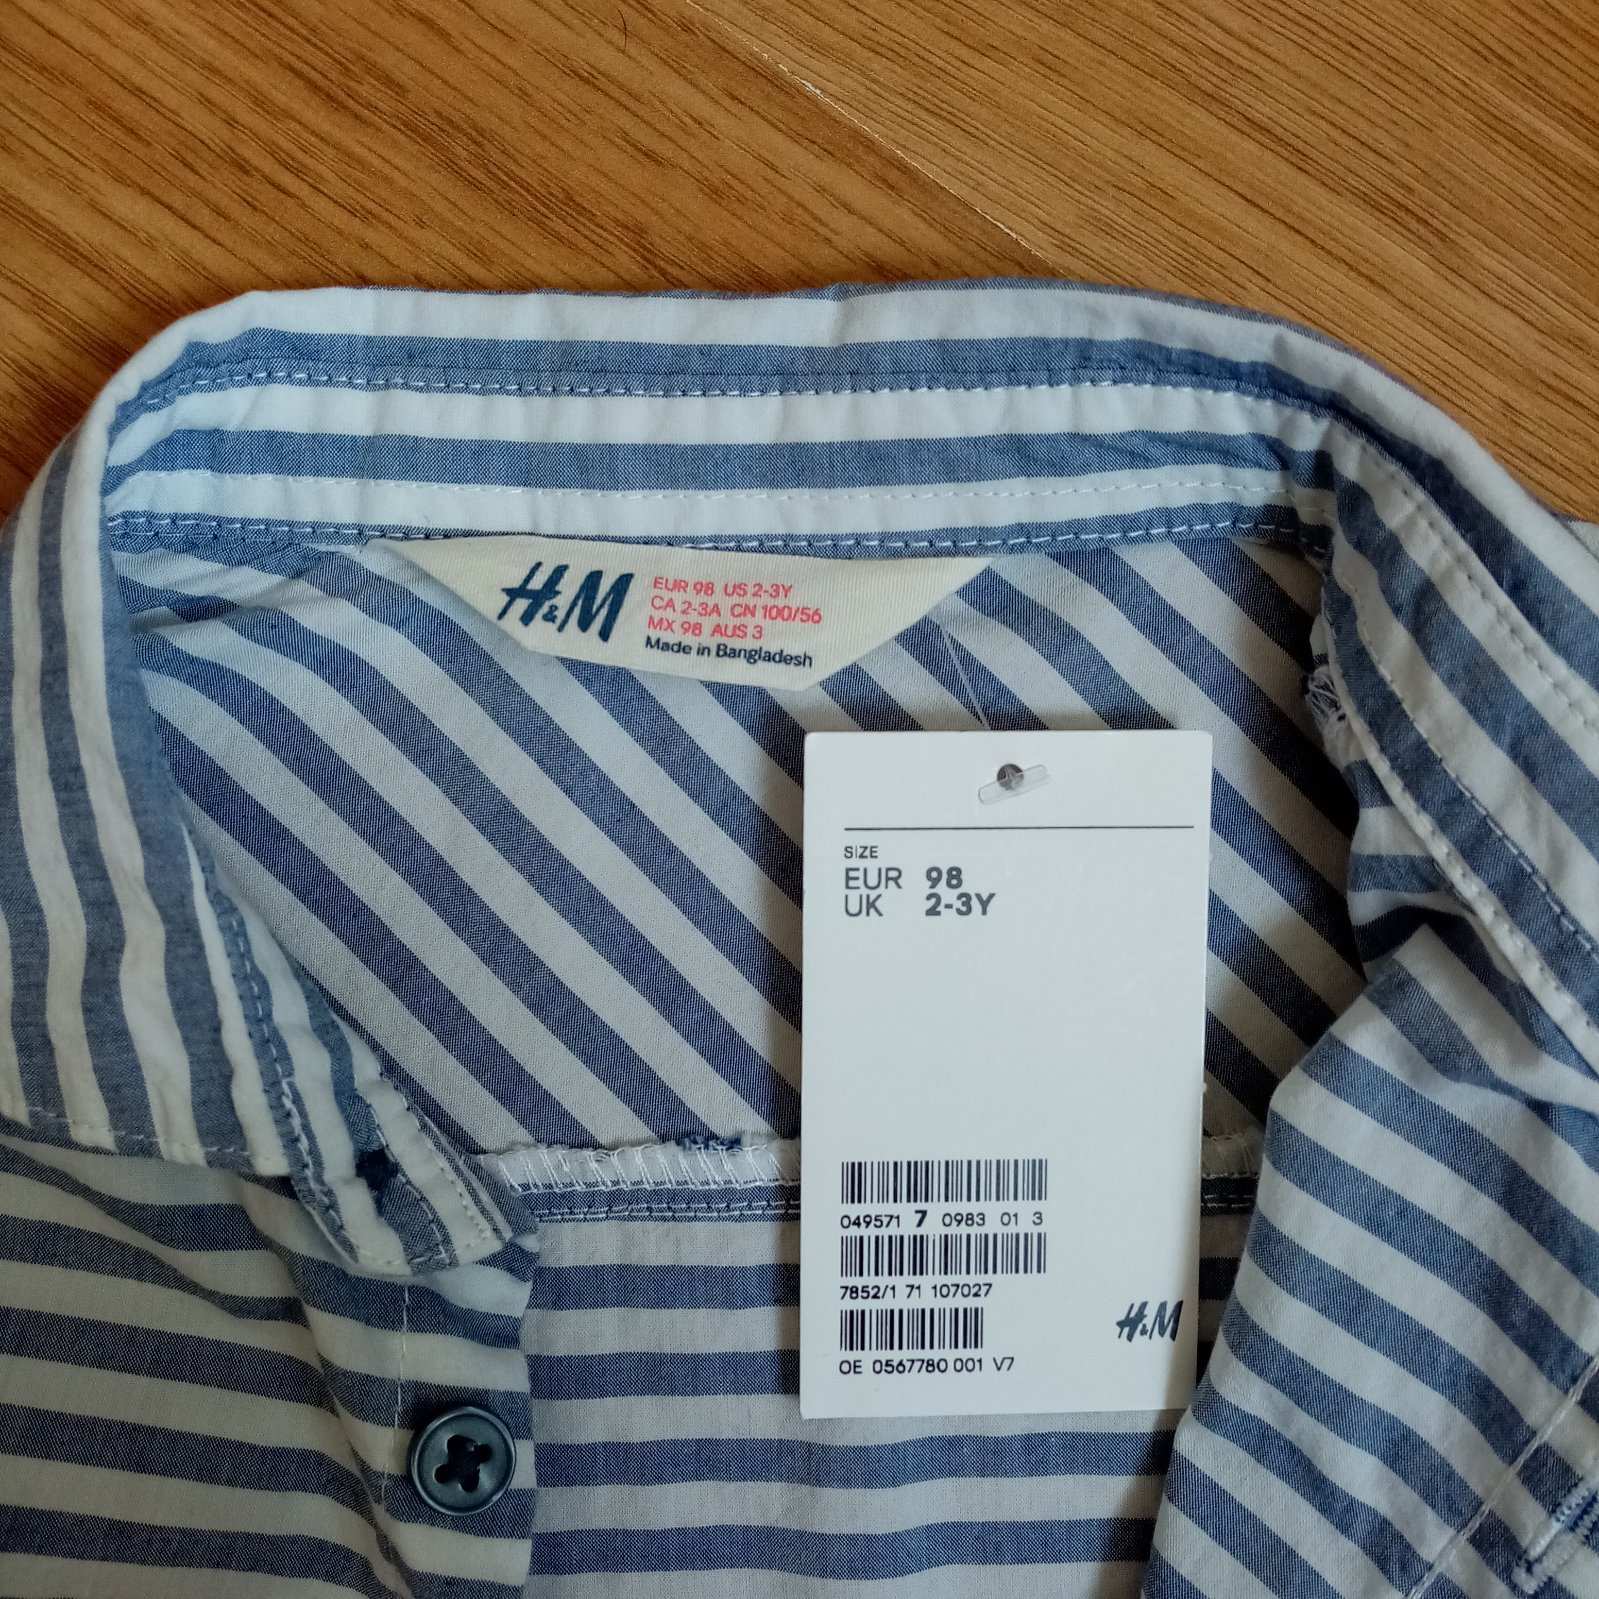 H&M
EUR 98 US 2-3Y
CA 2-3A CN 100/56
MX 98 AUS 3
Made in Bangladesh
SIZE
EUR 98
UK 2-3Y
049571 7 0983 01 3
7852/1 71 107027
H&M
OE 0567780 001 V7